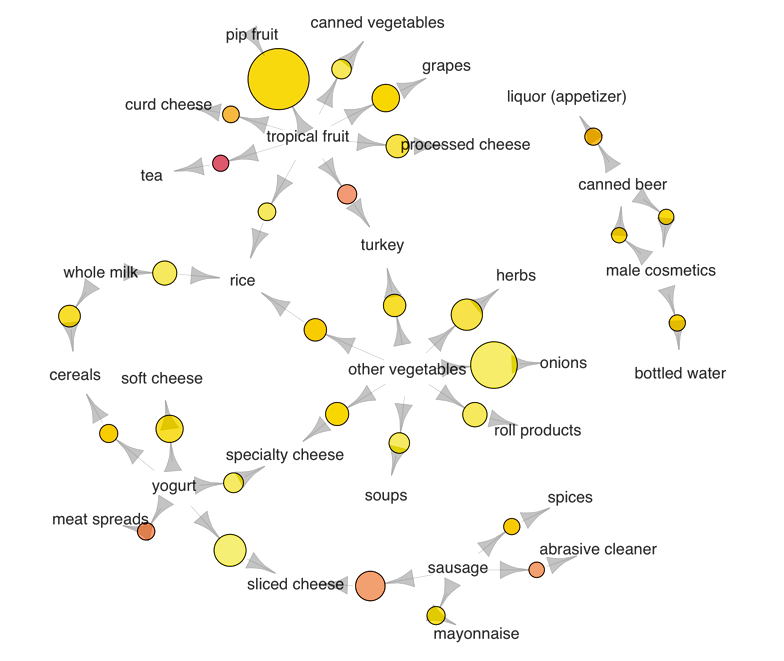 canned vegetables
pip fruit
grapes
liquor (appetizer)
curd cheese
tropical fruit
processed cheese
tea
canned beer
turkey
whole milk
rice
herbs
male cosmetics
cereals
soft cheese
other vegetables
onions
bottled water
roll products
specialty cheese
yogurt
soups
spices
meat spreads
sliced cheese
sausage
abrasive cleaner
mayonnaise